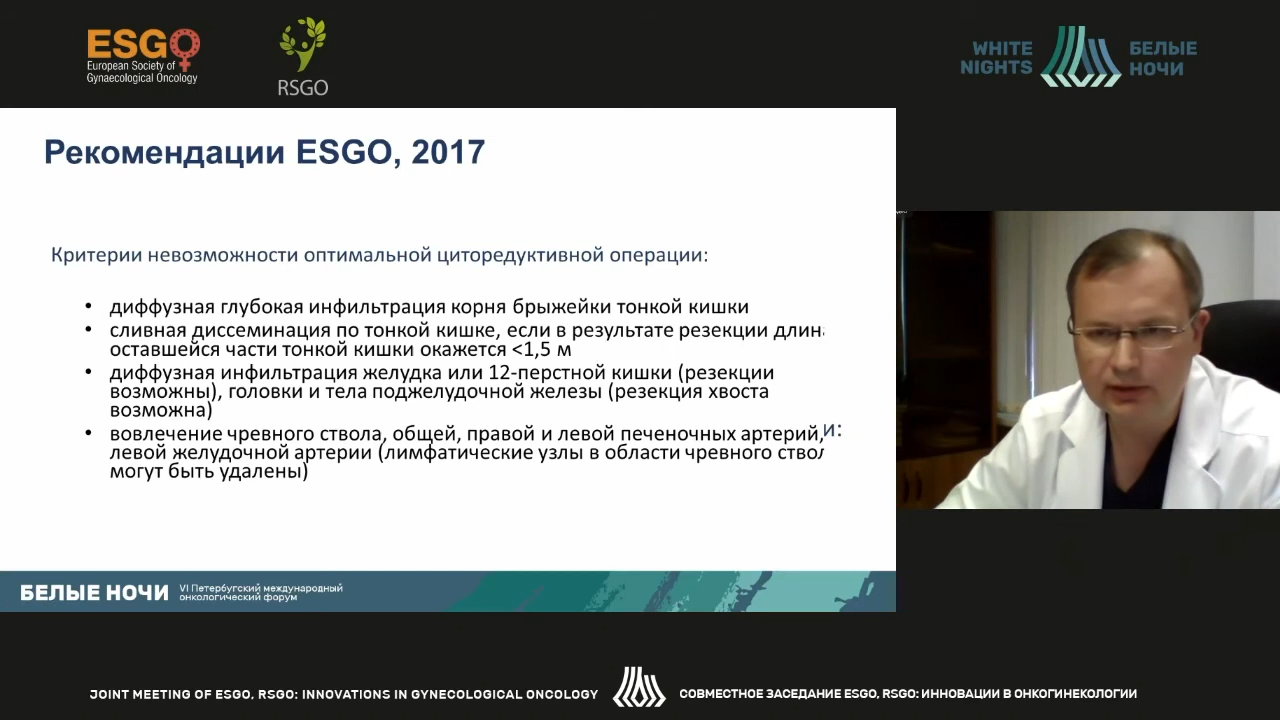 ESGO
European Society of
Gynaecological Oncology
RSGO
WHITE
NIGHTS
БЕЛЫЕ
НОЧИ
Рекомендации ESGO, 2017
Критерии невозможности оптимальной циторедуктивной операции:
• диффузная глубокая инфильтрация корня брыжейки тонкой кишки
• сливная диссеминация по тонкой кишке, если в результате резекции длин
оставшейся части тонкой кишки окажется <1,5 м
• диффузная инфильтрация желудка или 12-перстной кишки (резекции
возможны), головки и тела поджелудочной железы (резекция хвоста
возможна)
• вовлечение чревного ствола, общей, правой и левой печеночных артерий, и:
левой желудочной артерии (лимфатические узлы в области чревного ствол
могут быть удалены)
БЕЛЫЕ НОЧИ
VI Петербургский международный
онкологический форум
JOINT MEETING OF ESGO, RSGO: INNOVATIONS IN GYNECOLOGICAL ONCOLOGY
СОВМЕСТНОЕ ЗАСЕДАНИЕ ESGO, RSGO: ИННОВАЦИИ В ОНКОГИНЕКОЛОГИИ